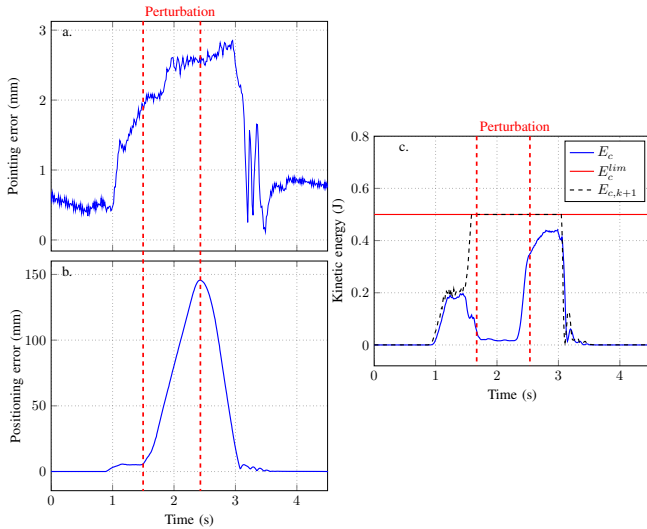 Perturbation
a.
3
2
1
0
Pointing error (mm)
b.
150
100
50
0
Positioning error (mm)
0 1 2 3 4
Time (s)
Perturbation
c.
E_c
E_c^{lim}
E_{c,k+1}
0.8
0.6
0.4
0.2
0
Kinetic energy (J)
0 1 2 3 4
Time (s)